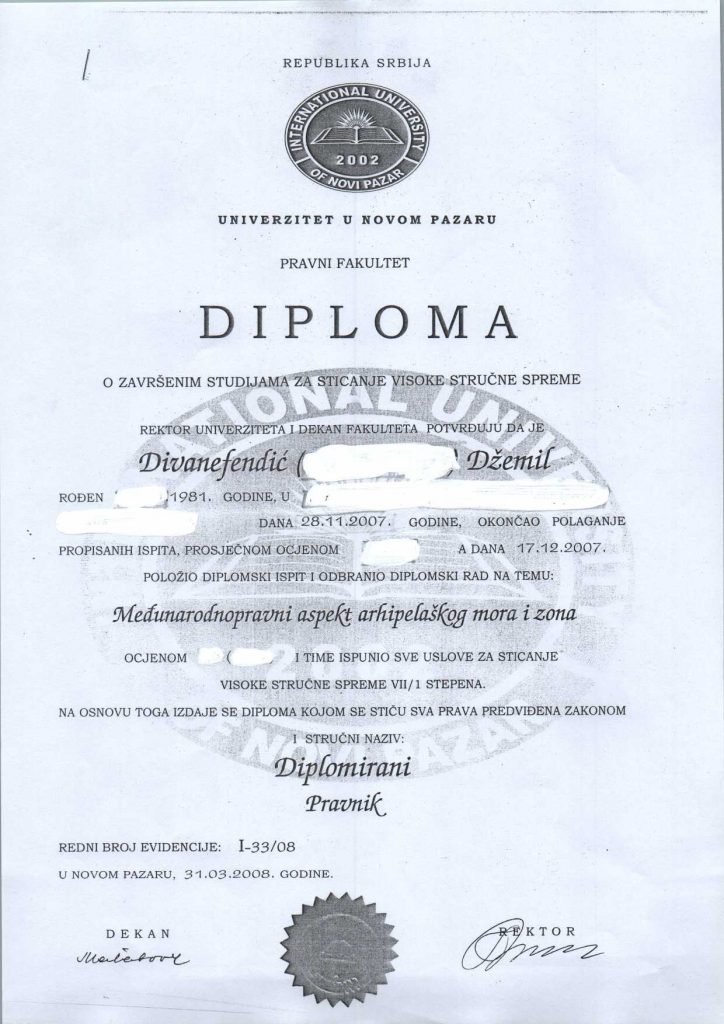 REPUBLIKA SRBIJA
INTERNATIONAL UNIVERSITY
2002
OF NOVI PAZAR
UNIVERZITET U NOVOM PAZARU
PRAVNI FAKULTET
DIPLOMA
O ZAVRŠENIM STUDIJAMA ZA STICANJE VISOKE STRUČNE SPREME
REKTOR UNIVERZITETA I DEKAN FAKULTETA POTVRĐUJU DA JE
Divanefendić ( ) Džemil
ROĐEN 1981. GODINE, U
DANA 28.11.2007. GODINE, OKONČAO POLAGANJE
PROPISANIH ISPITA, PROSJEČNOM OCJENOM A DANA 17.12.2007.
POLOŽIO DIPLOMSKI ISPIT I ODBRANIO DIPLOMSKI RAD NA TEMU:
Međunarodnopravni aspekt arhipelaškog mora i zona
OCJENOM ( I TIME ISPUNIO SVE USLOVE ZA STICANJE
VISOKE STRUČNE SPREME VII/1 STEPENA.
NA OSNOVU TOGA IZDAJE SE DIPLOMA KOJOM SE STIČU SVA PRAVA PREDVIĐENA ZAKONOM
I STRUČNI NAZIV:
Diplomirani
Pravnik
REDNI BROJ EVIDENCIJE: I-33/08
U NOVOM PAZARU, 31.03.2008. GODINE.
DEKAN
REKTOR